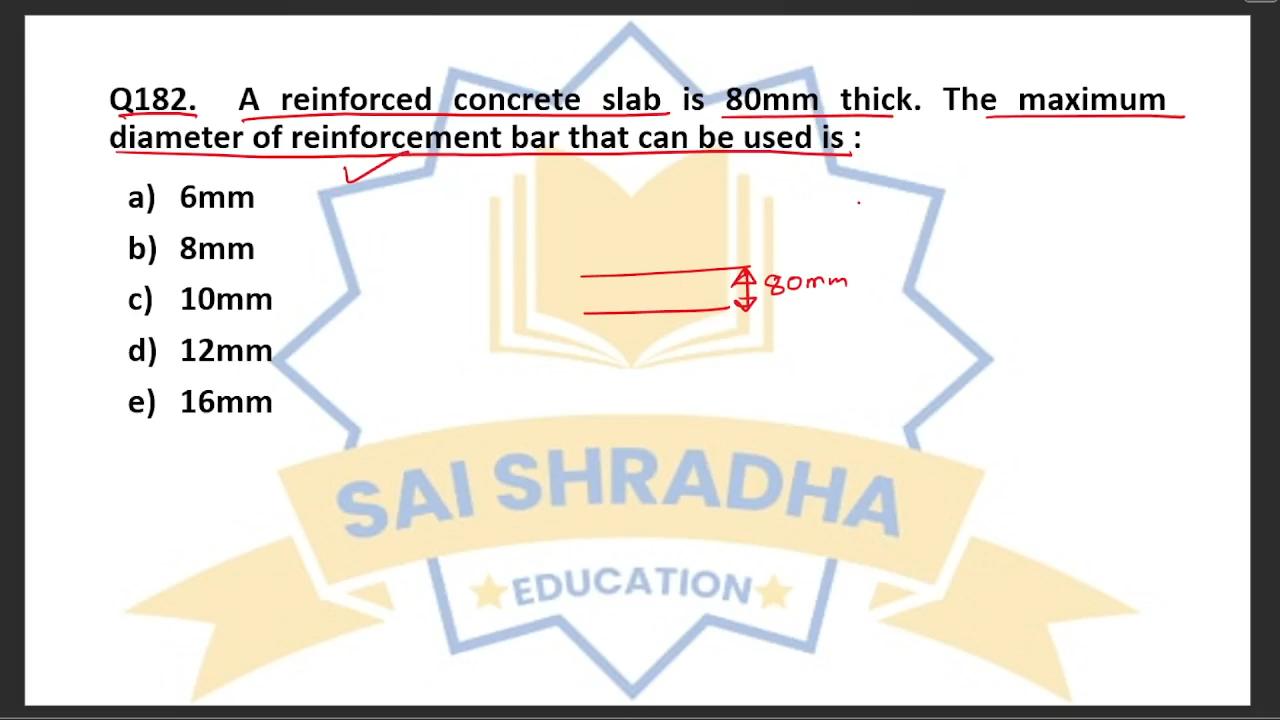 Q182. A reinforced concrete slab is 80mm thick. The maximum
diameter of reinforcement bar that can be used is :
a) 6mm
b) 8mm
c) 10mm
d) 12mm
e) 16mm
80mm
SAI SHRADHA
EDUCATION